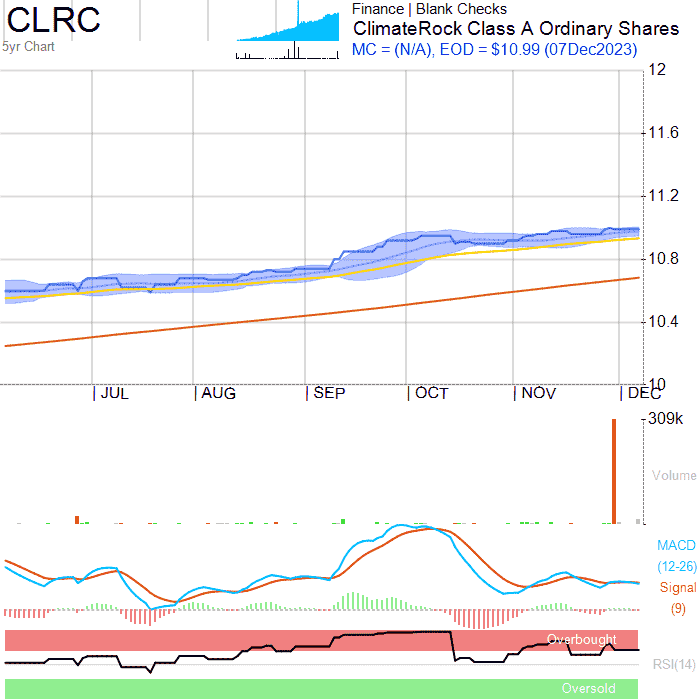 CLRC
5yr Chart
Finance | Blank Checks
ClimateRock Class A Ordinary Shares
MC = (N/A), EOD = $10.99 (07Dec2023)
12
11.6
11.2
10.8
10.4
10
JUL
AUG
SEP
OCT
NOV
DEC
309k
Volume
MACD
(12-26)
Signal
(9)
Overbought
RSI(14)
Oversold